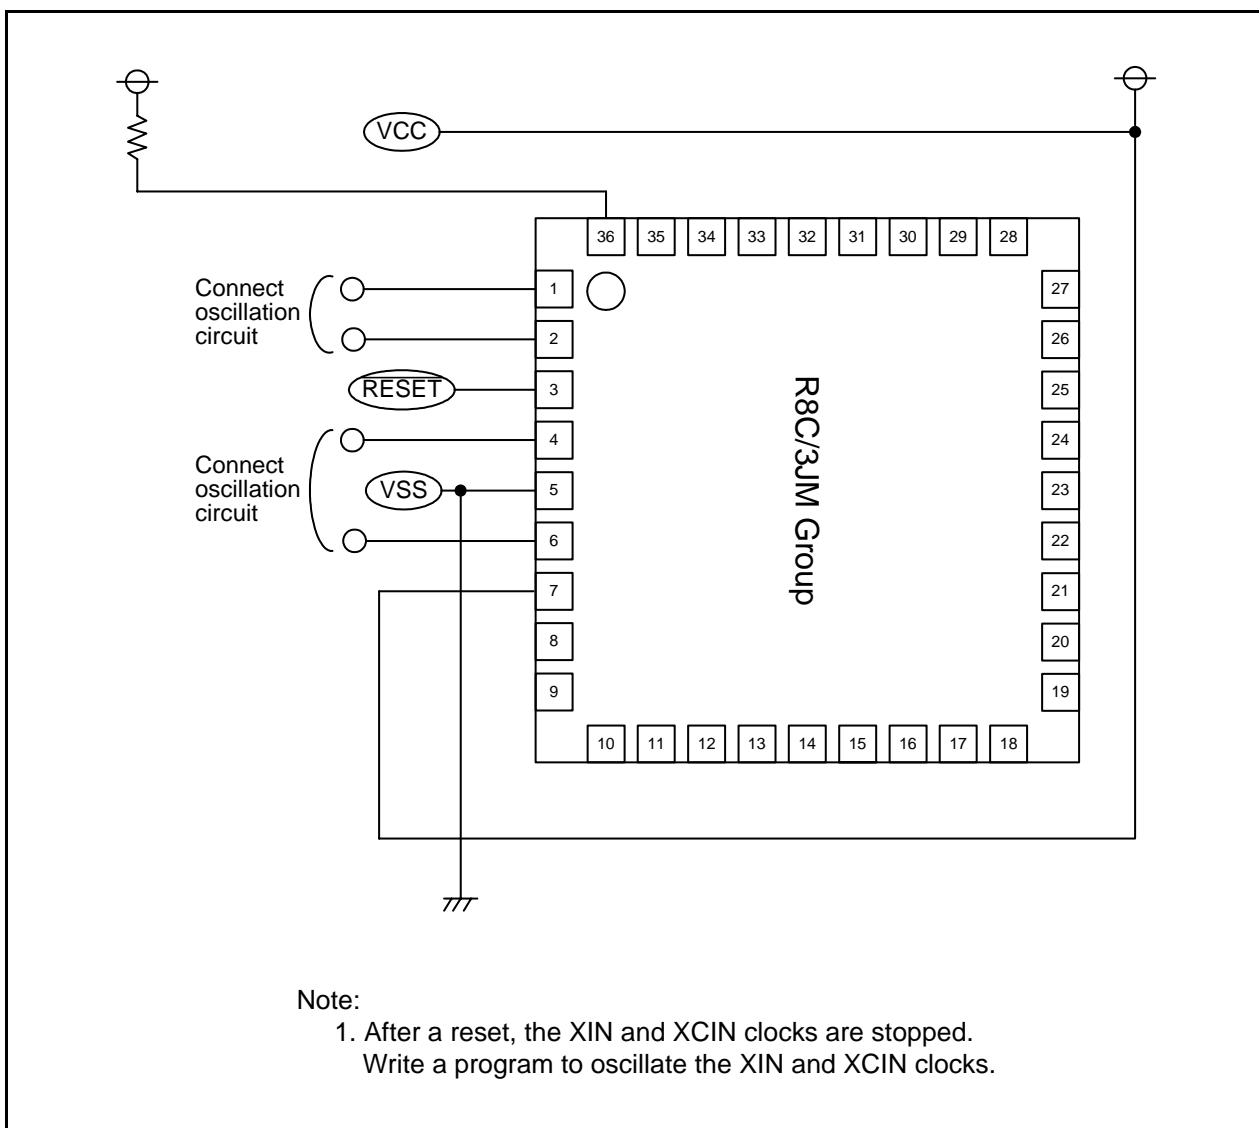 VCC
36 35 34 33 32 31 30 29 28
Connect
oscillation
circuit
1
2
RESET
3
4
Connect
oscillation
circuit
VSS
5
6
7
8
9
R8C/3JM Group
27
26
25
24
23
22
21
20
19
10 11 12 13 14 15 16 17 18
Note:
1. After a reset, the XIN and XCIN clocks are stopped.
Write a program to oscillate the XIN and XCIN clocks.